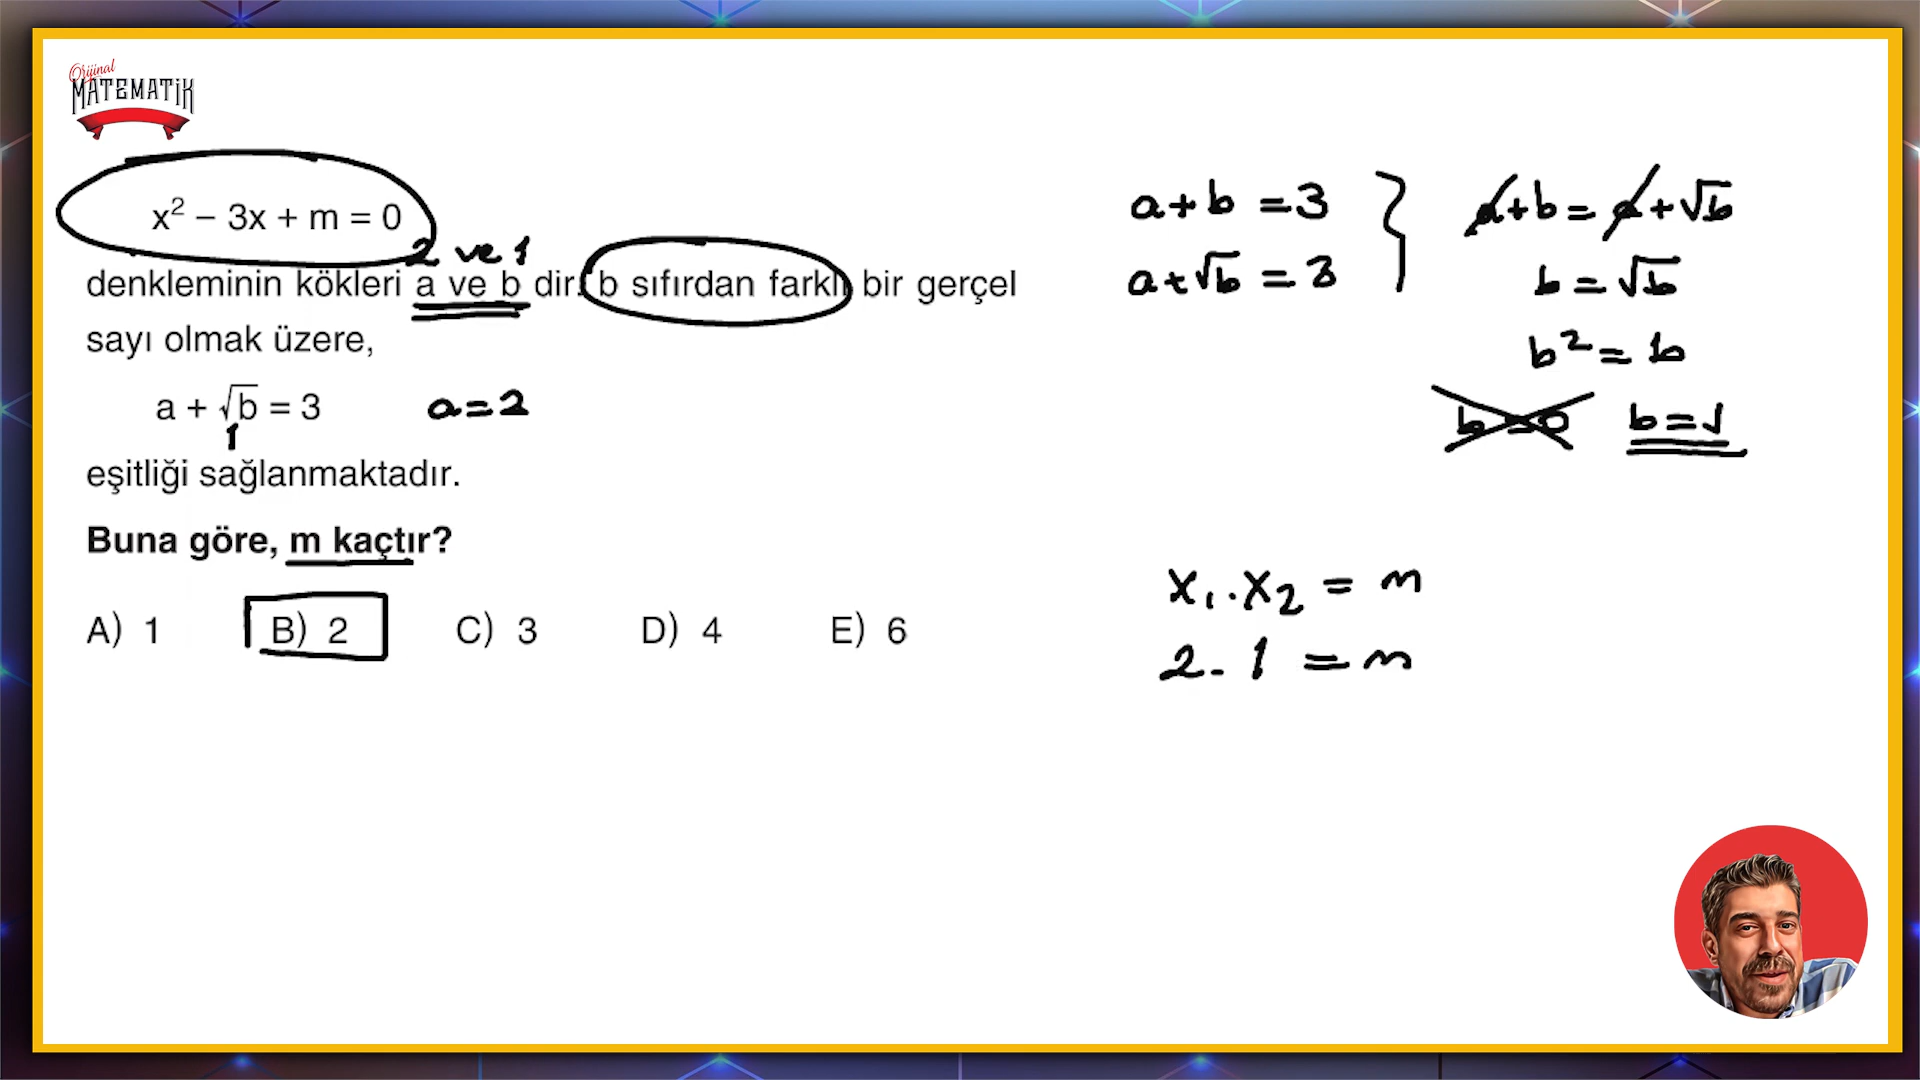 Orijinal
MATEMATİK
x² − 3x + m = 0
2 ve 1
denkleminin kökleri a ve b dir. b sıfırdan farklı bir gerçel
sayı olmak üzere,
a + √b = 3
1
a=2
eşitliği sağlanmaktadır.
Buna göre, m kaçtır?
A) 1 B) 2 C) 3 D) 4 E) 6
a+b =3
a+√b = 3
a+b = a+√b
b = √b
b² = b
b = 0 b=1
x₁.x₂ = m
2. 1 = m